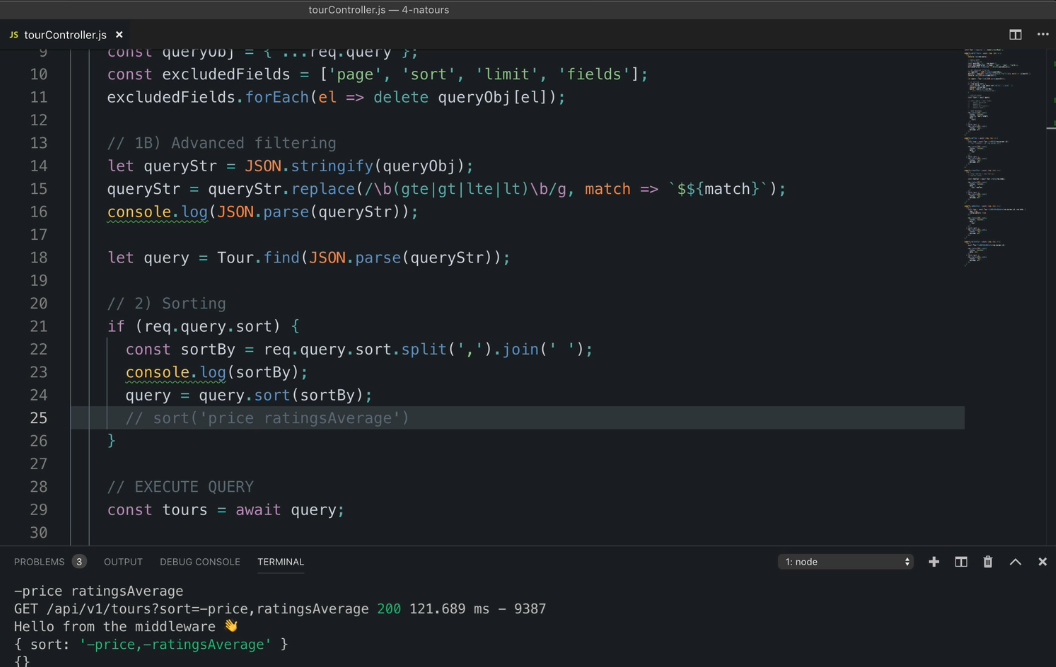 tourController.js — 4-natours
JS tourController.js ×
9 const queryObj = { ...req.query };
10 const excludedFields = ['page', 'sort', 'limit', 'fields'];
11 excludedFields.forEach(el => delete queryObj[el]);
12
13 // 1B) Advanced filtering
14 let queryStr = JSON.stringify(queryObj);
15 queryStr = queryStr.replace(/\b(gte|gt|lte|lt)\b/g, match => `$${match}`);
16 console.log(JSON.parse(queryStr));
17
18 let query = Tour.find(JSON.parse(queryStr));
19
20 // 2) Sorting
21 if (req.query.sort) {
22 const sortBy = req.query.sort.split(',').join(' ');
23 console.log(sortBy);
24 query = query.sort(sortBy);
25 // sort('price ratingsAverage')
26 }
27
28 // EXECUTE QUERY
29 const tours = await query;
30
PROBLEMS 3 OUTPUT DEBUG CONSOLE TERMINAL 1: node
-price ratingsAverage
GET /api/v1/tours?sort=-price,ratingsAverage 200 121.689 ms - 9387
Hello from the middleware 👋
{ sort: '-price,-ratingsAverage' }
{}